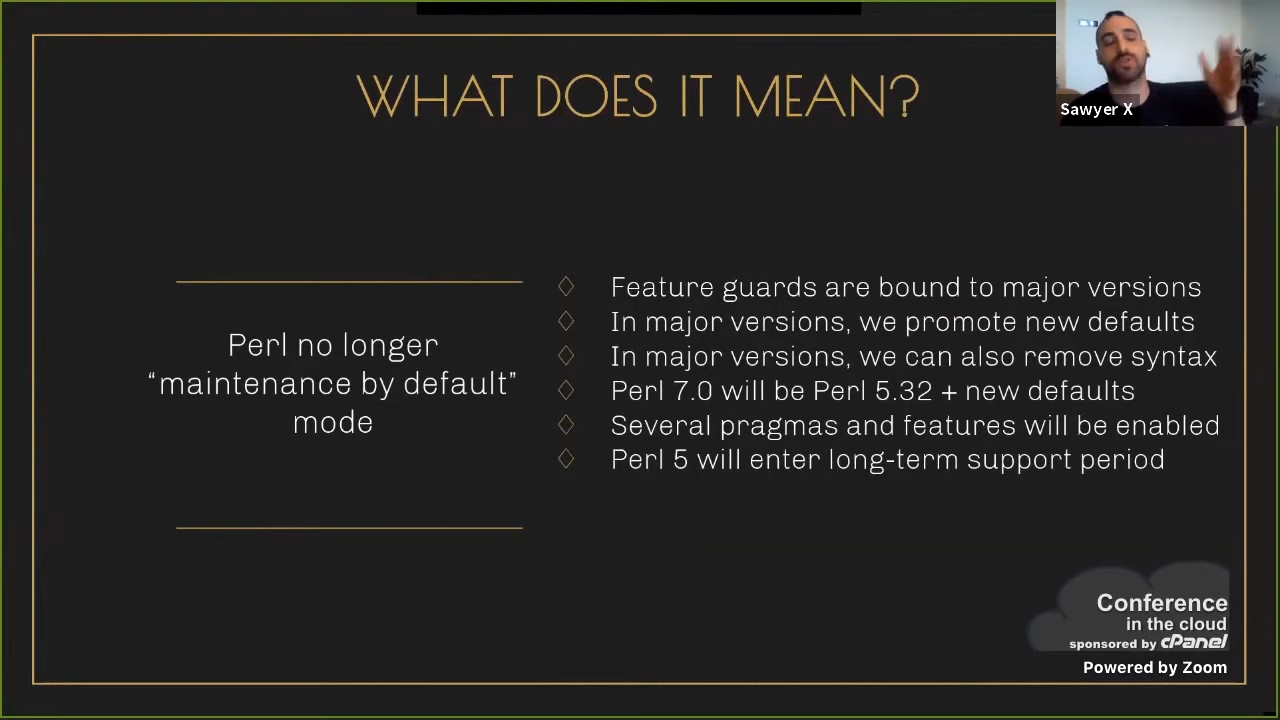 WHAT DOES IT MEAN?
Sawyer X
Perl no longer
“maintenance by default”
mode
Feature guards are bound to major versions
In major versions, we promote new defaults
In major versions, we can also remove syntax
Perl 7.0 will be Perl 5.32 + new defaults
Several pragmas and features will be enabled
Perl 5 will enter long-term support period
Conference
in the cloud
sponsored by cPanel
Powered by Zoom